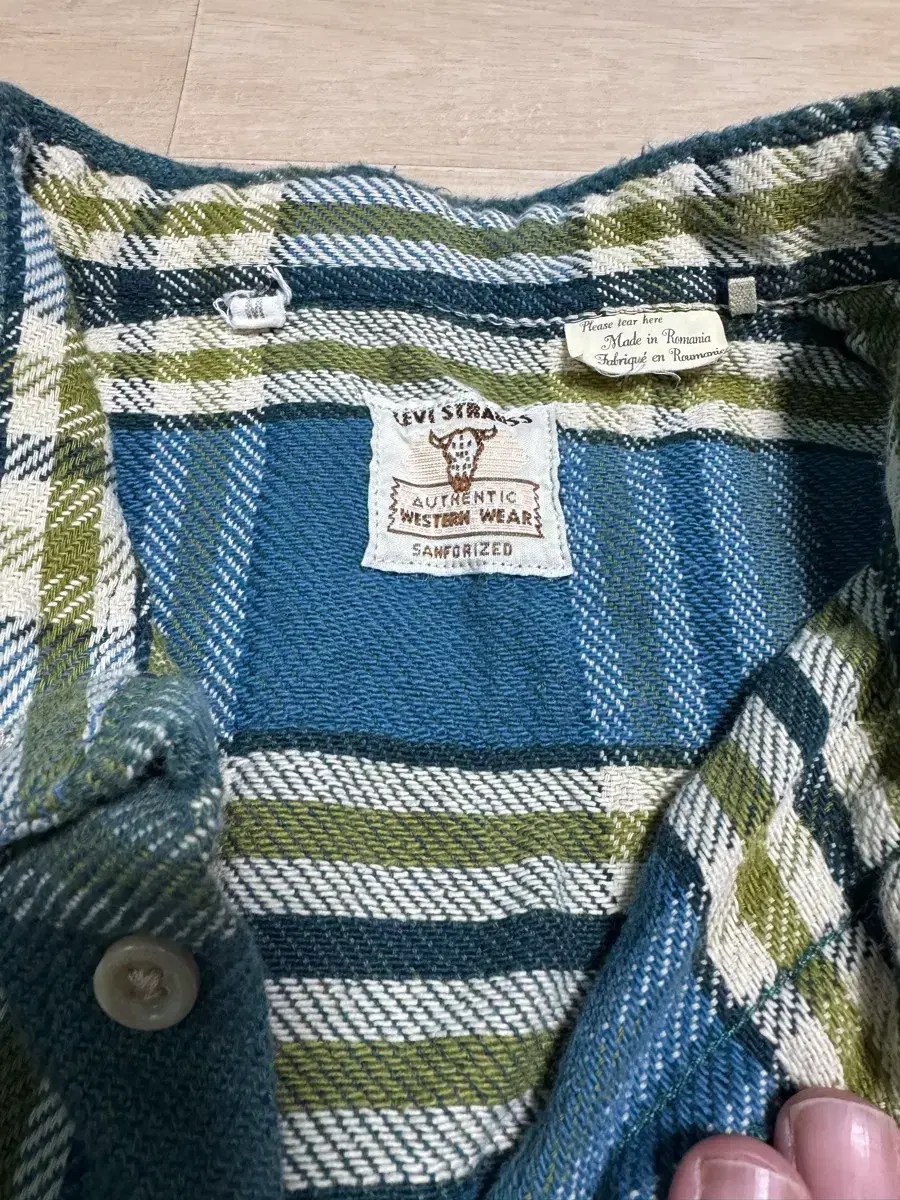 Please tear here
Made in Romania
Fabriqué en Roumanie
LEVI STRAUSS
AUTHENTIC
WESTERN WEAR
SANFORIZED